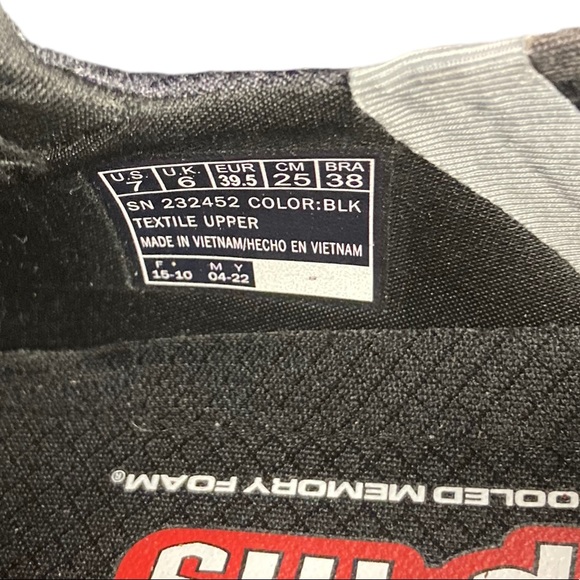 U.S. U.K. EUR CM BRA
7 6 39.5 25 38
SN 232452 COLOR:BLK
TEXTILE UPPER
MADE IN VIETNAM/HECHO EN VIETNAM
F • M Y
15-10 04-22
OOLED MEMORY FOAM®